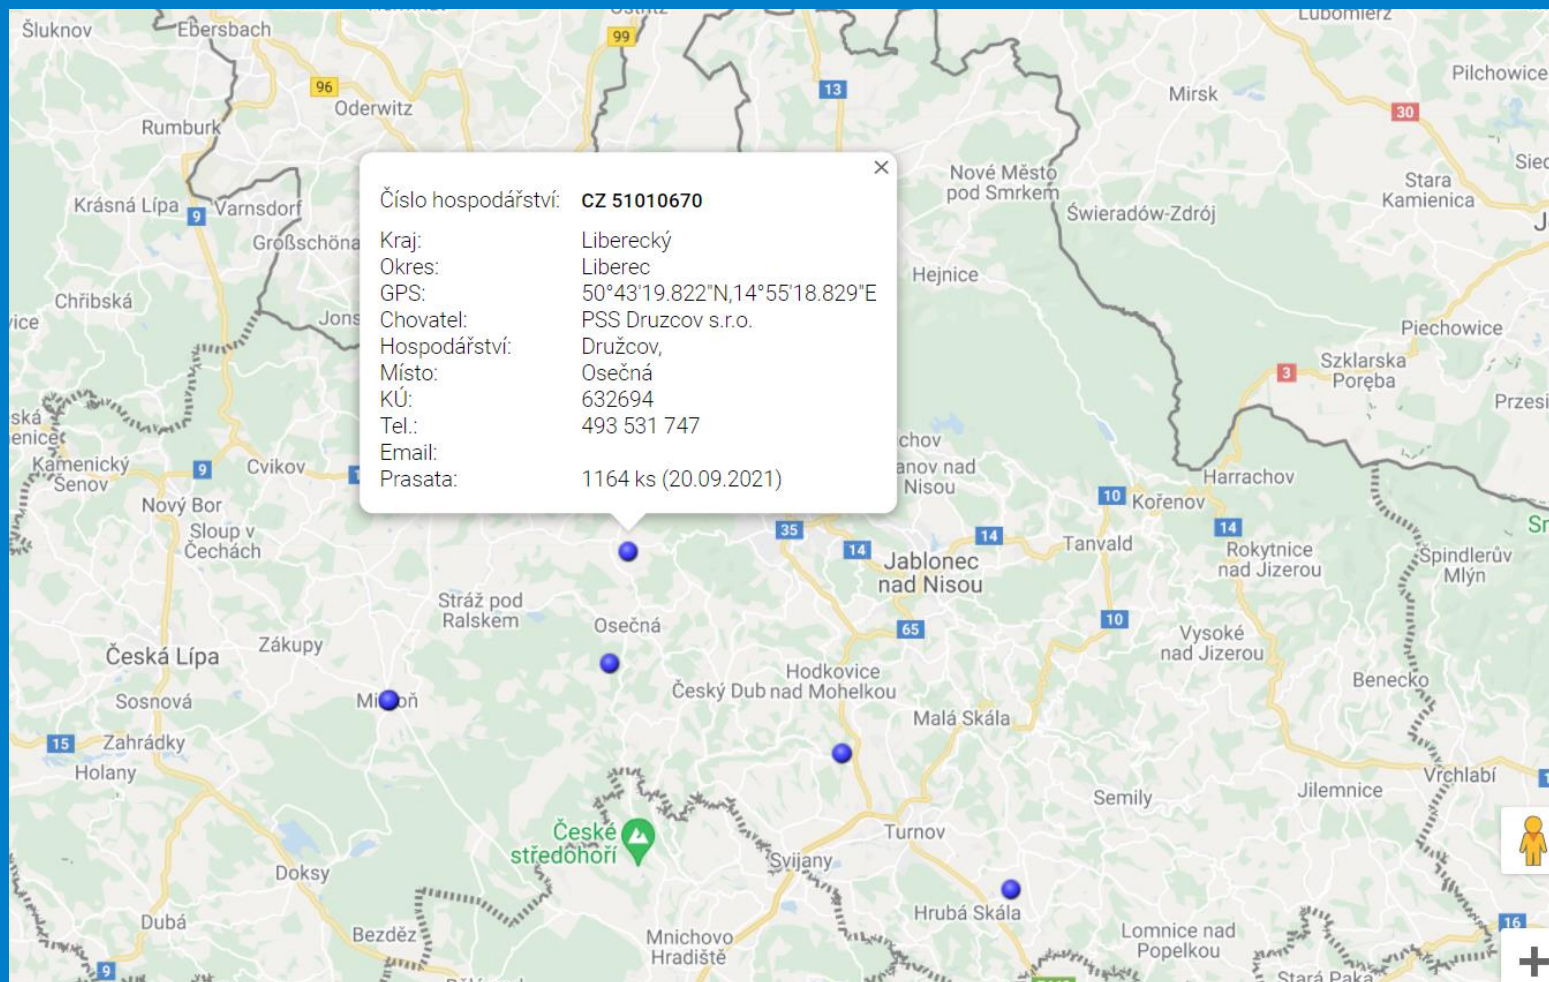 Šluknov
Ebersbach
99
Lubomierz
96
Oderwitz
13
Mirsk
Pilchowice
30
Rumburk
Krásná Lípa
9
Varnsdorf
Großschöna
Nové Město
pod Smrkem
Stara
Kamienica
Świeradów-Zdrój
Hejnice
Číslo hospodářství: CZ 51010670
Kraj: Liberecký
Okres: Liberec
GPS: 50°43'19.822"N,14°55'18.829"E
Chovatel: PSS Druzcov s.r.o.
Hospodářství: Družcov,
Místo: Osečná
KÚ: 632694
Tel.: 493 531 747
Email:
Prasata: 1164 ks (20.09.2021)
Chřibská
Jons
Piechowice
Szklarska
Poręba
3
Przesi
Kamenický
Šenov
9
Cvikov
chov
anov nad
Nisou
Harrachov
Nový Bor
10
Kořenov
Sloup v
Čechách
35
14
Jablonec
nad Nisou
14
Tanvald
14
Rokytnice
nad Jizerou
Špindlerův
Mlýn
Stráž pod
Ralskem
Osečná
65
10
Vysoké
nad Jizerou
Česká Lípa
Zákupy
Hodkovice
nad Mohelkou
Český Dub
Benecko
Sosnová
Malá Skála
15
Zahrádky
Holany
Vrchlabí
Jilemnice
Semily
České
středohoří
Turnov
Svijany
Doksy
Hrubá Skála
Dubá
Bezděz
Mnichovo
Hradiště
Lomnice nad
Popelkou
16
9
Stará Paka